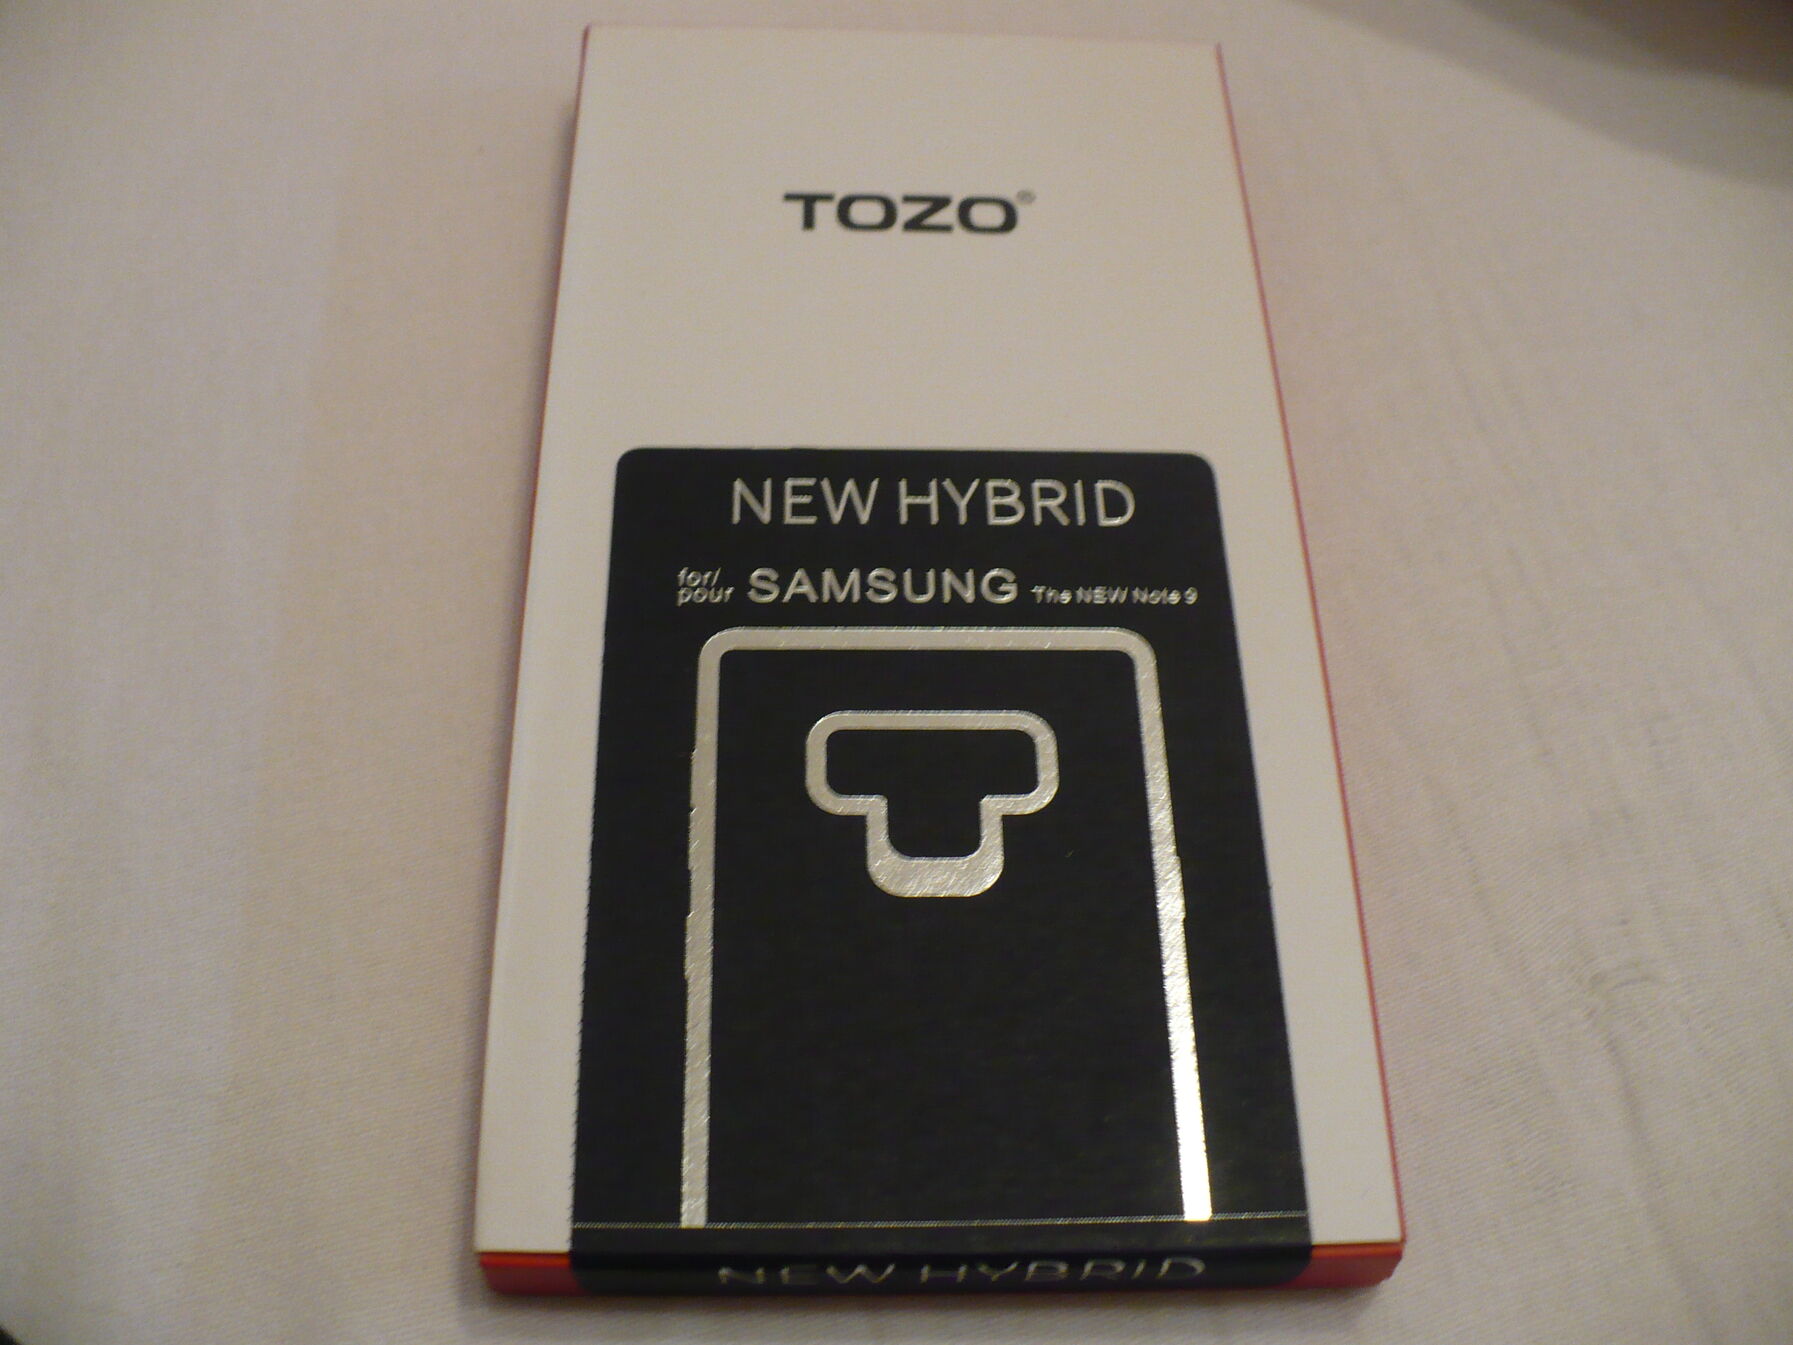 TOZO®
NEW HYBRID
for/
pour SAMSUNG The NEW Note 9
NEW HYBRID